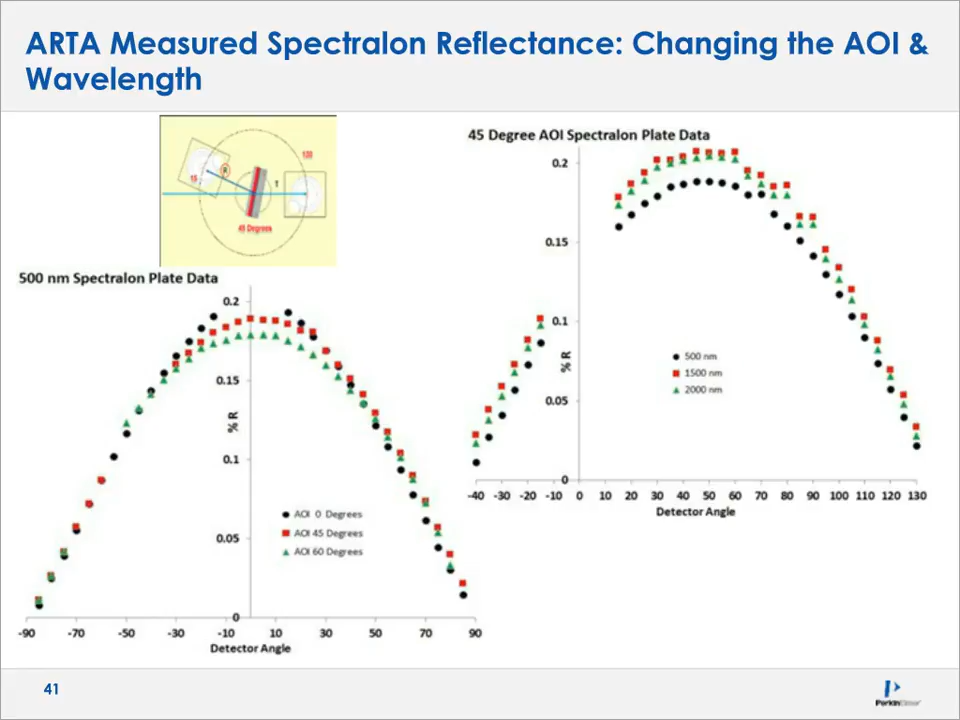 ARTA Measured Spectralon Reflectance: Changing the AOI &
Wavelength
15
R
120
T
45 Degrees
500 nm Spectralon Plate Data
0.2
0.15
0.1
0.05
0
% R
AOI 0 Degrees
AOI 45 Degrees
AOI 60 Degrees
-90 -70 -50 -30 -10 10 30 50 70 90
Detector Angle
45 Degree AOI Spectralon Plate Data
0.2
0.15
0.1
0.05
0
% R
500 nm
1500 nm
2000 nm
-40 -30 -20 -10 0 10 20 30 40 50 60 70 80 90 100 110 120 130
Detector Angle
41
PerkinElmer